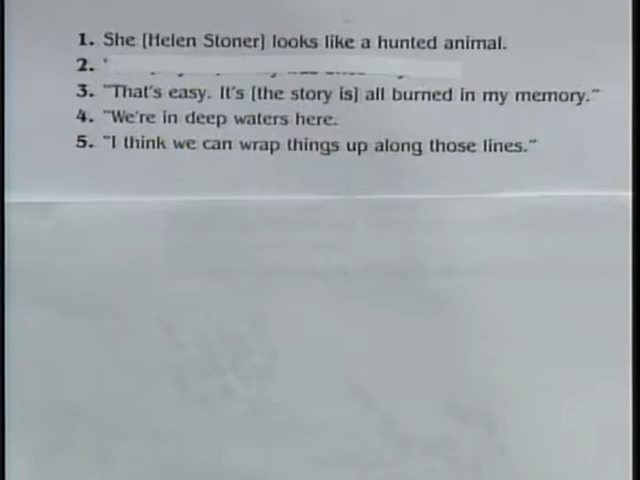 1. She [Helen Stoner] looks like a hunted animal.
2. "
3. "That's easy. It's [the story is] all burned in my memory."
4. "We're in deep waters here.
5. "I think we can wrap things up along those lines."